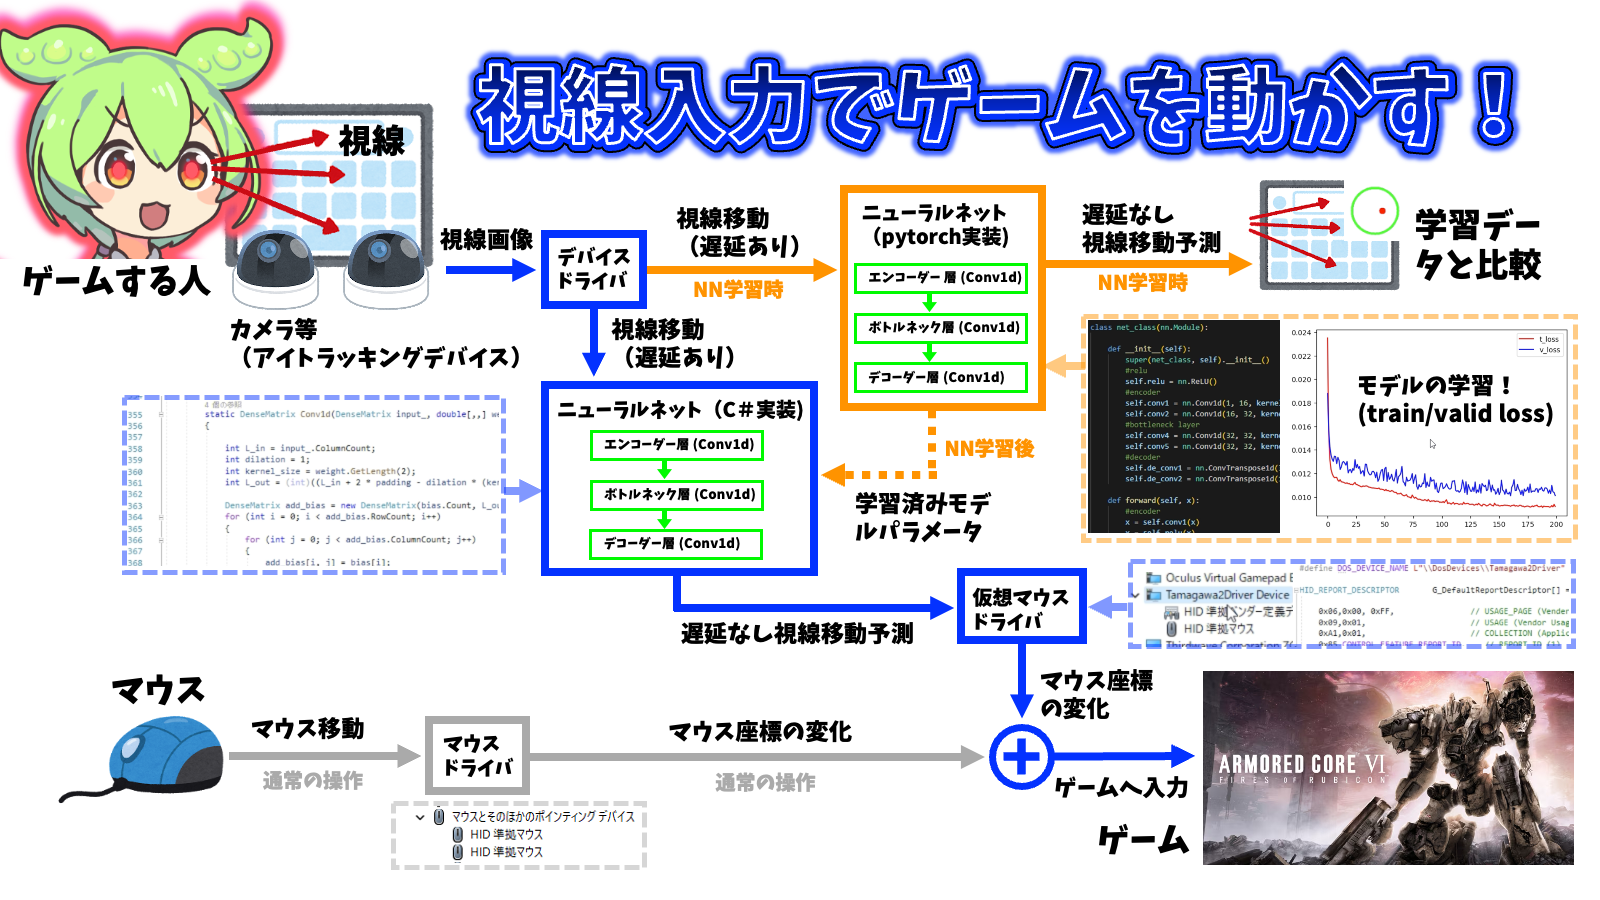 視線入力でゲームを動かす！
視線
ゲームする人
カメラ等
（アイトラッキングデバイス）
視線画像
デバイス
ドライバ
視線移動
（遅延あり）
NN学習時
視線移動
（遅延あり）
ニューラルネット
（pytorch実装）
エンコーダー層 (Conv1d)
ボトルネック層 (Conv1d)
デコーダー層 (Conv1d)
遅延なし
視線移動予測
NN学習時
学習デー
タと比較
class net_class(nn.Module):
def __init__(self):
super(net_class, self).__init__()
#relu
self.relu = nn.ReLU()
#encoder
self.conv1 = nn.Conv1d(1, 16, kerne
self.conv2 = nn.Conv1d(16, 32, kern
#bottleneck layer
self.conv4 = nn.Conv1d(32, 32, kern
self.conv5 = nn.Conv1d(32, 32, kern
#decoder
self.de_conv1 = nn.ConvTranspose1d(
self.de_conv2 = nn.ConvTranspose1d(
def forward(self, x):
#encoder
x = self.conv1(x)
0.024
0.022
0.020
0.018
0.016
0.014
0.012
0.010
0 25 50 75 100 125 150 175 200
t_loss
v_loss
モデルの学習！
(train/valid loss)
NN学習後
学習済みモデ
ルパラメータ
ニューラルネット（C＃実装)
エンコーダー層 (Conv1d)
ボトルネック層 (Conv1d)
デコーダー層 (Conv1d)
355 static DenseMatrix Conv1d(DenseMatrix input_, double[,,] we
356 {
357
358 int L_in = input_.ColumnCount;
359 int dilation = 1;
360 int kernel_size = weight.GetLength(2);
361 int L_out = (int)((L_in + 2 * padding - dilation * (ker
362
363 DenseMatrix add_bias = new DenseMatrix(bias.Count, L_ou
364 for (int i = 0; i < add_bias.RowCount; i++)
365 {
366 for (int j = 0; j < add_bias.ColumnCount; j++)
367 {
368 add_bias[i, j] = bias[i];
遅延なし視線移動予測
仮想マウス
ドライバ
Oculus Virtual Gamepad E
Tamagawa2Driver Device
HID 準拠ベンダー定義デ
HID 準拠マウス
#define DOS_DEVICE_NAME L"\\DosDevices\\Tamagawa2Driver"
HID_REPORT_DESCRIPTOR G_DefaultReportDescriptor[] =
0x06,0x00, 0xFF, // USAGE_PAGE (Vender
0x09,0x01, // USAGE (Vendor Usag
0xA1,0x01, // COLLECTION (Applic
マウス座標
の変化
マウス
マウス移動
通常の操作
マウス
ドライバ
マウス座標の変化
通常の操作
マウスとそのほかのポインティング デバイス
HID 準拠マウス
HID 準拠マウス
ゲームへ入力
ゲーム
ARMORED CORE VI
FIRES OF RUBICON